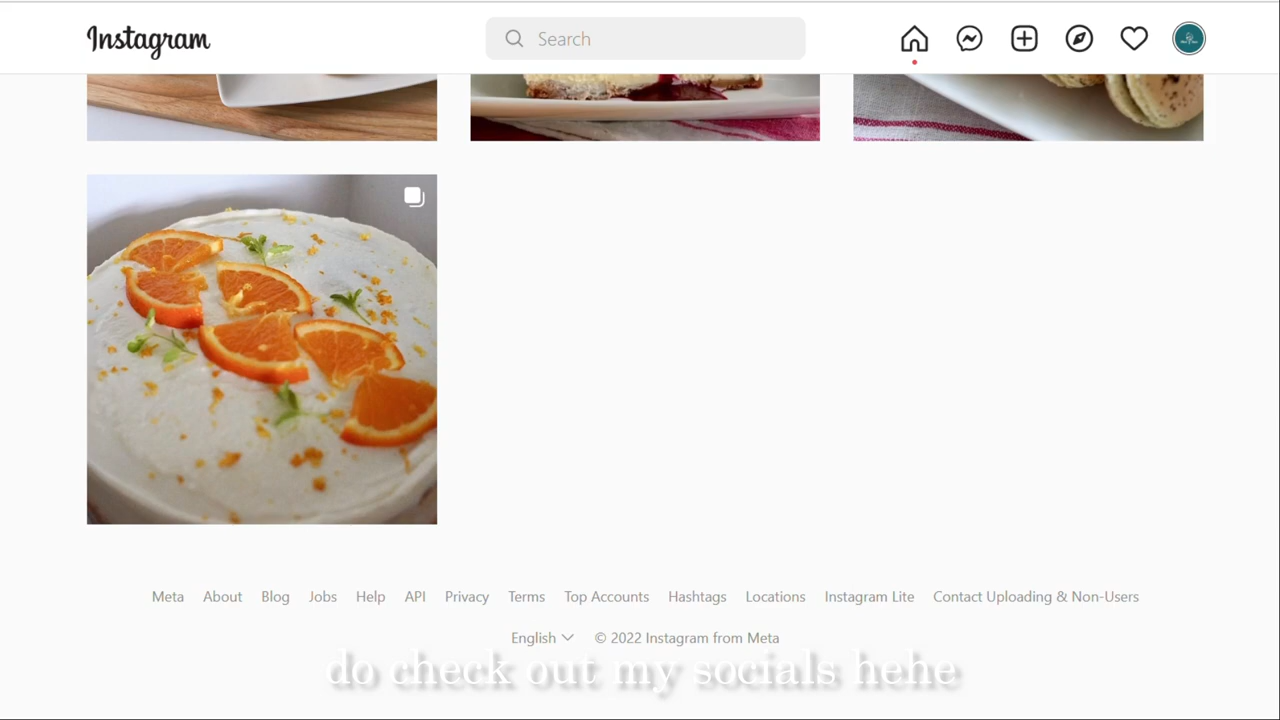 Instagram
Search
Meta About Blog Jobs Help API Privacy Terms Top Accounts Hashtags Locations Instagram Lite Contact Uploading & Non-Users
English © 2022 Instagram from Meta
do check out my socials hehe